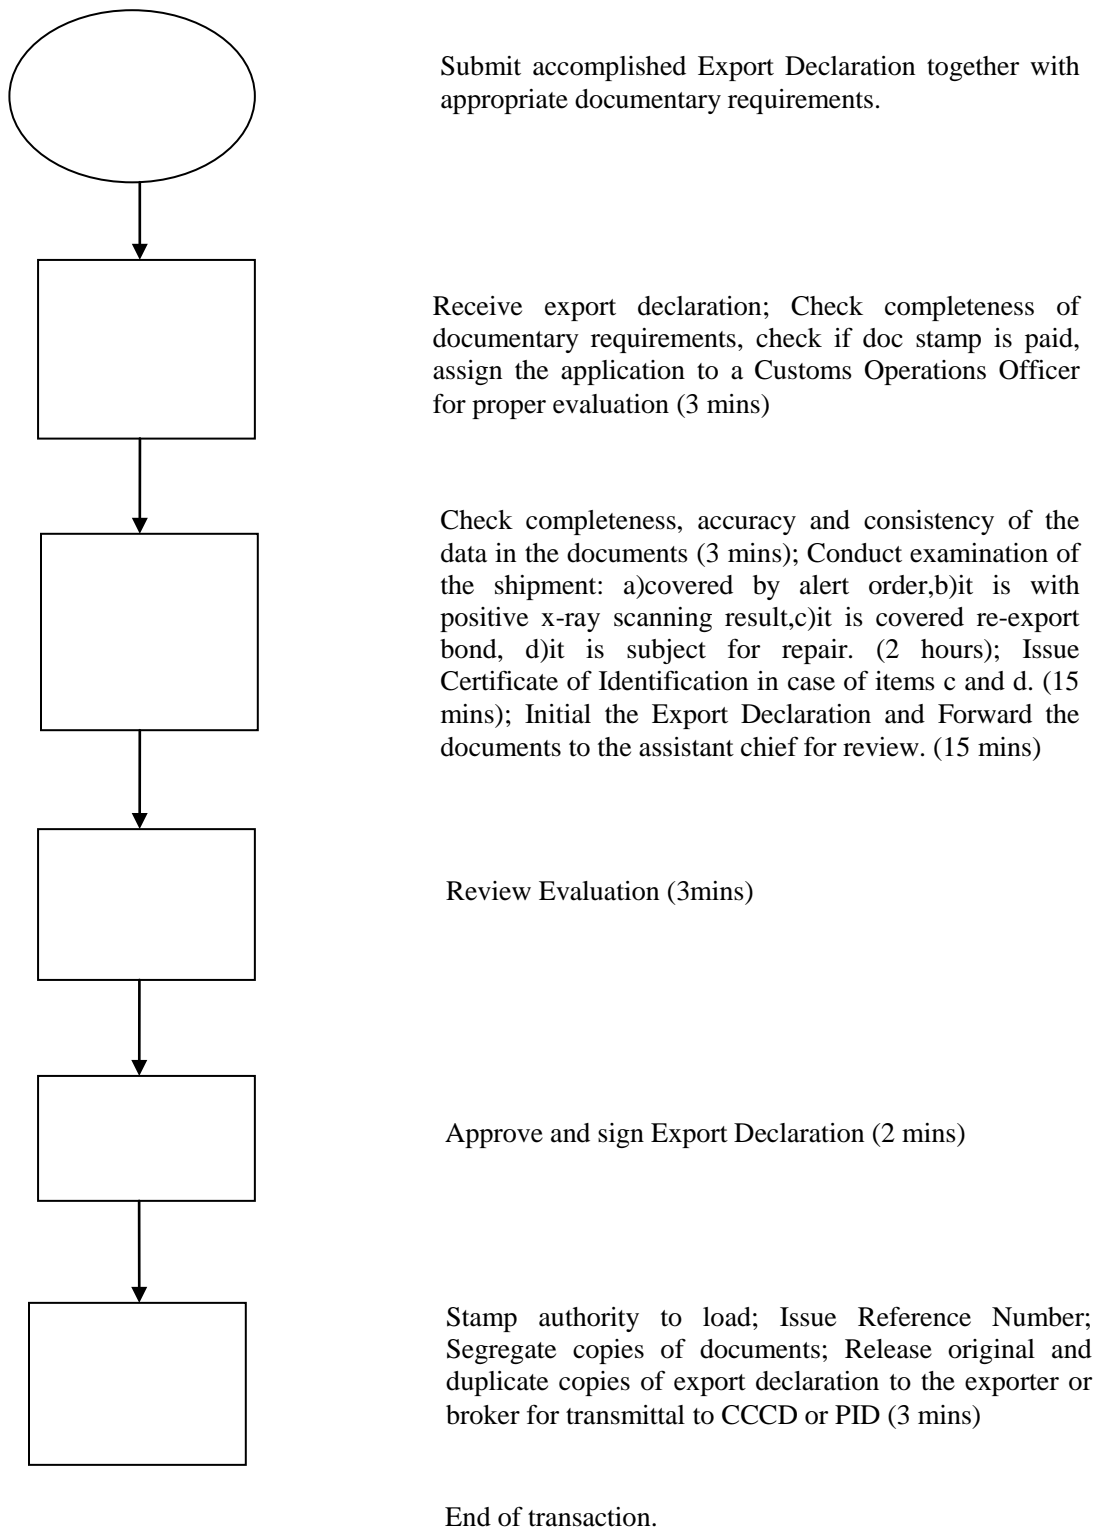 Submit accomplished Export Declaration together with
appropriate documentary requirements.
Receive export declaration; Check completeness of
documentary requirements, check if doc stamp is paid,
assign the application to a Customs Operations Officer
for proper evaluation (3 mins)
Check completeness, accuracy and consistency of the
data in the documents (3 mins); Conduct examination of
the shipment: a)covered by alert order,b)it is with
positive x-ray scanning result,c)it is covered re-export
bond, d)it is subject for repair. (2 hours); Issue
Certificate of Identification in case of items c and d. (15
mins); Initial the Export Declaration and Forward the
documents to the assistant chief for review. (15 mins)
Review Evaluation (3mins)
Approve and sign Export Declaration (2 mins)
Stamp authority to load; Issue Reference Number;
Segregate copies of documents; Release original and
duplicate copies of export declaration to the exporter or
broker for transmittal to CCCD or PID (3 mins)
End of transaction.